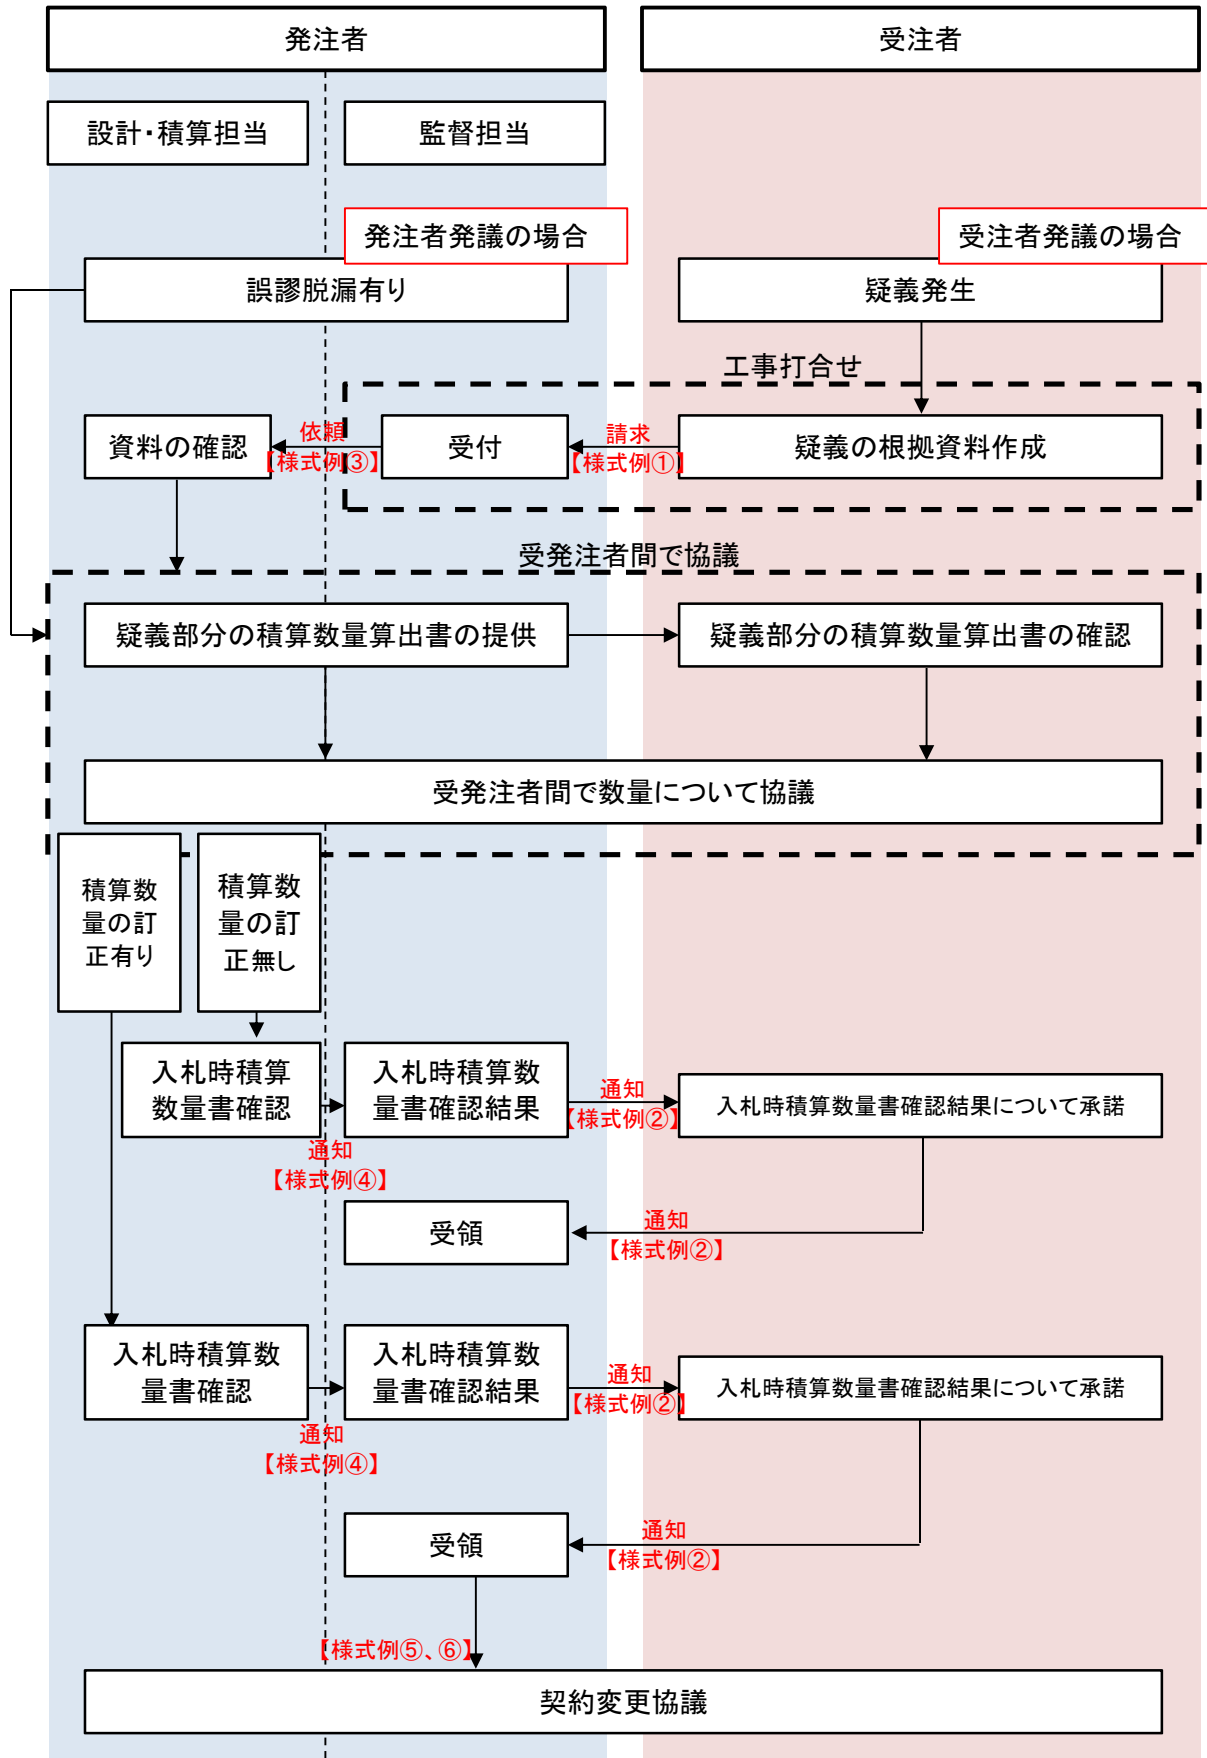 発注者
受注者
設計・積算担当
監督担当
発注者発議の場合
受注者発議の場合
誤謬脱漏有り
疑義発生
工事打合せ
資料の確認
依頼
【様式例③】
受付
請求
【様式例①】
疑義の根拠資料作成
受発注者間で協議
疑義部分の積算数量算出書の提供
疑義部分の積算数量算出書の確認
受発注者間で数量について協議
積算数
量の訂
正有り
積算数
量の訂
正無し
入札時積算
数量書確認
入札時積算数
量書確認結果
通知
【様式例②】
入札時積算数量書確認結果について承諾
通知
【様式例④】
受領
通知
【様式例②】
入札時積算数
量書確認
入札時積算数
量書確認結果
通知
【様式例②】
入札時積算数量書確認結果について承諾
通知
【様式例④】
受領
通知
【様式例②】
【様式例⑤、⑥】
契約変更協議